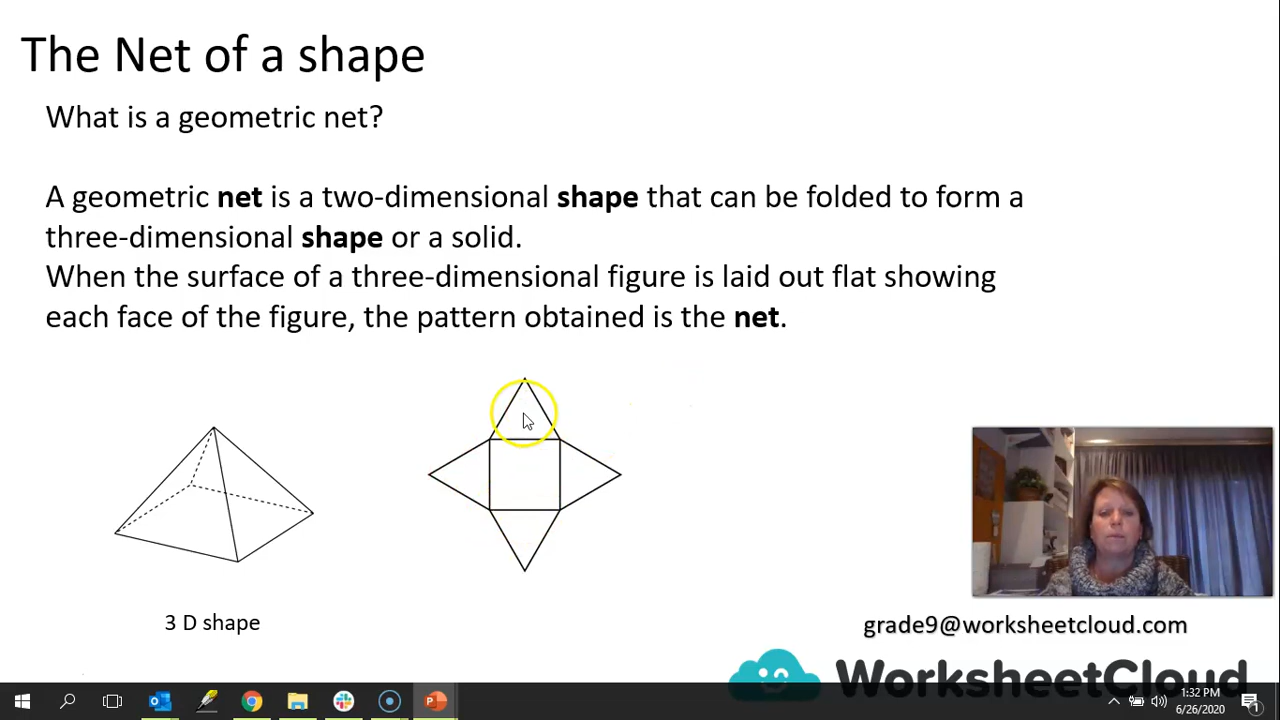 The Net of a shape
What is a geometric net?
A geometric net is a two-dimensional shape that can be folded to form a
three-dimensional shape or a solid.
When the surface of a three-dimensional figure is laid out flat showing
each face of the figure, the pattern obtained is the net.
3 D shape
grade9@worksheetcloud.com
WorksheetCloud
1:32 PM
6/26/2020
1